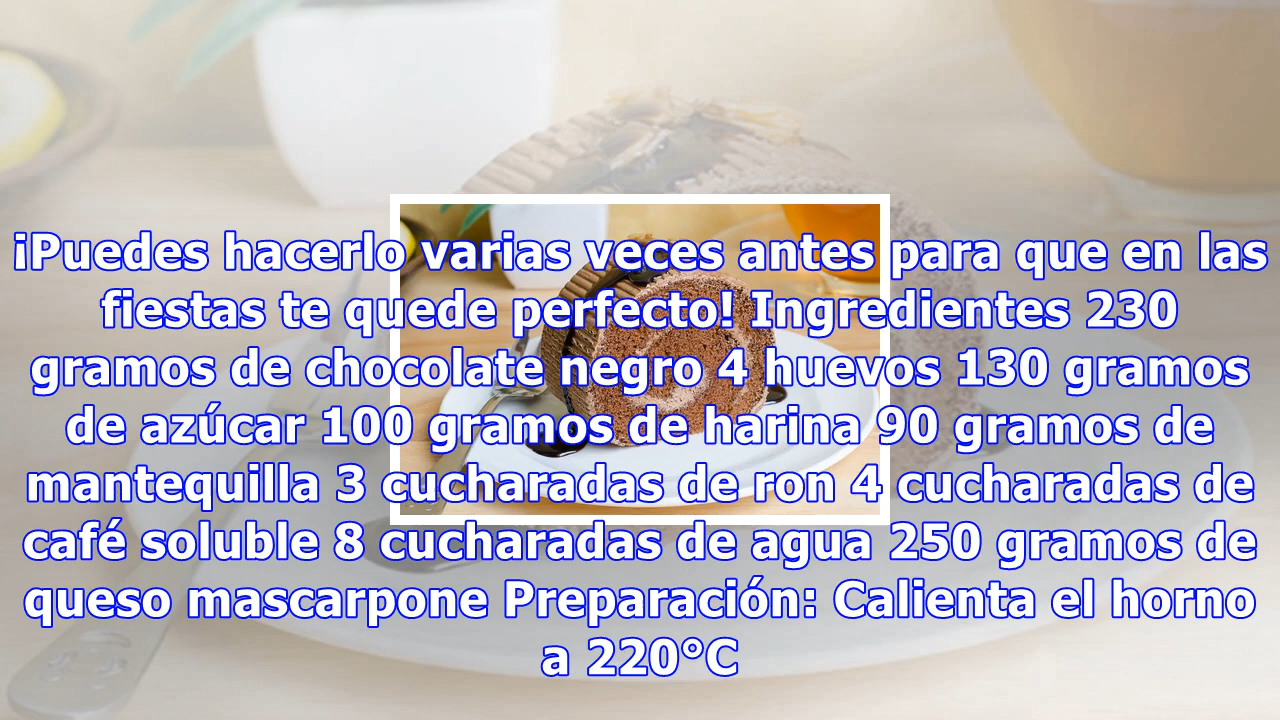 ¡Puedes hacerlo varias veces antes para que en las
fiestas te quede perfecto! Ingredientes 230
gramos de chocolate negro 4 huevos 130 gramos
de azúcar 100 gramos de harina 90 gramos de
mantequilla 3 cucharadas de ron 4 cucharadas de
café soluble 8 cucharadas de agua 250 gramos de
queso mascarpone Preparación: Calienta el horno
a 220°C